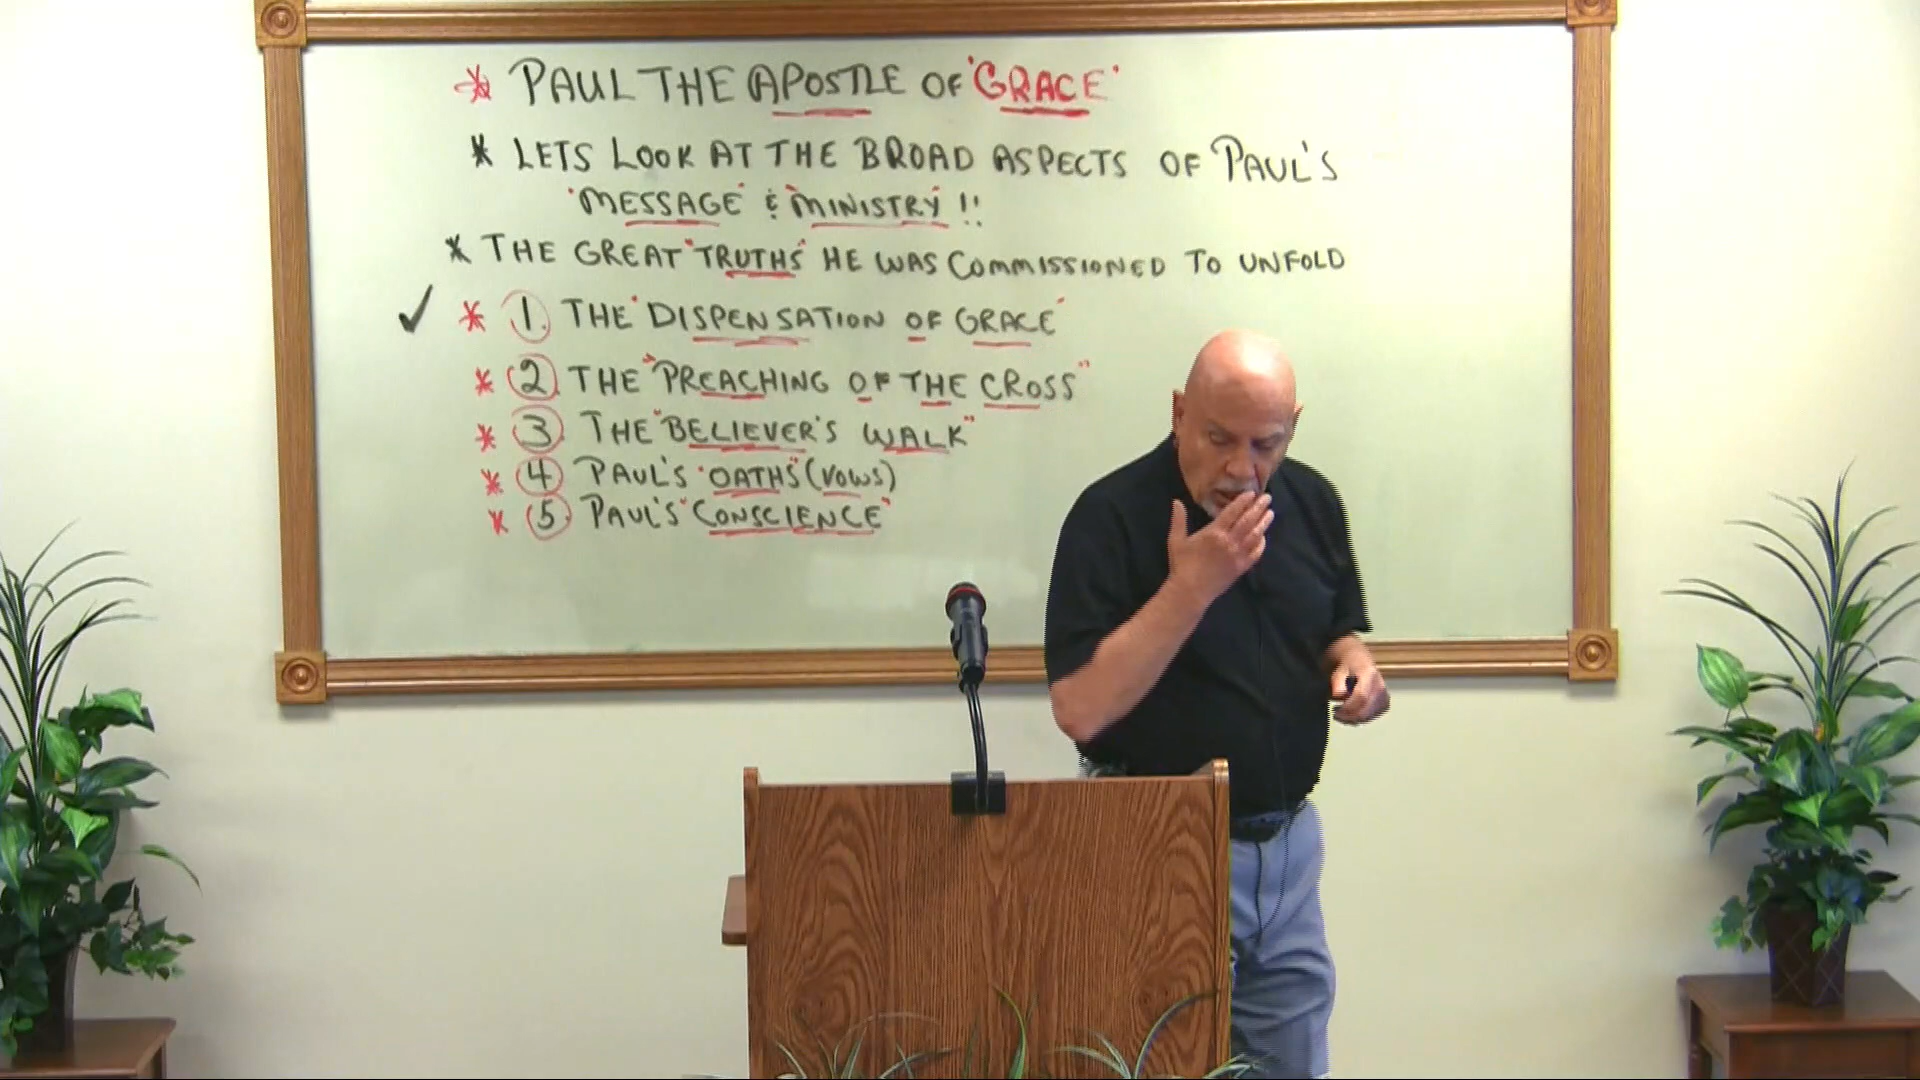 * PAUL THE APOSTLE OF "GRACE"
* LETS LOOK AT THE BROAD ASPECTS OF PAUL'S
"MESSAGE" & "MINISTRY" !!
* THE GREAT "TRUTHS" HE WAS COMMISSIONED TO UNFOLD
✓ * 1. THE "DISPENSATION OF GRACE"
* 2. THE "PREACHING OF THE CROSS"
* 3. THE "BELIEVER'S WALK"
* 4. PAUL'S "OATHS" (VOWS)
* 5. PAUL'S "CONSCIENCE"